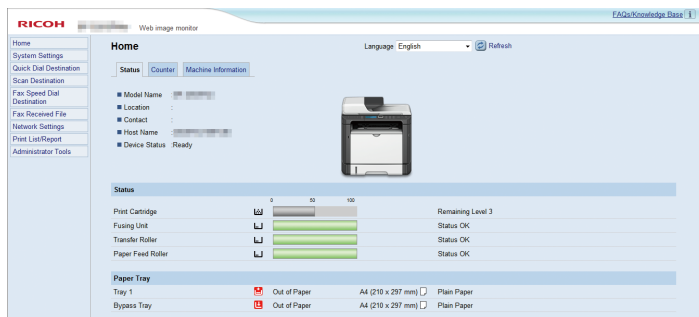 FAQs/Knowledge Base
RICOH
Web image monitor
Home
System Settings
Quick Dial Destination
Scan Destination
Fax Speed Dial
Destination
Fax Received File
Network Settings
Print List/Report
Administrator Tools
Home
Language English
Refresh
Status
Counter
Machine Information
Model Name :
Location :
Contact :
Host Name :
Device Status :Ready
Status
0 50 100
Print Cartridge Remaining Level 3
Fusing Unit Status OK
Transfer Roller Status OK
Paper Feed Roller Status OK
Paper Tray
Tray 1 Out of Paper A4 (210 x 297 mm) Plain Paper
Bypass Tray Out of Paper A4 (210 x 297 mm) Plain Paper